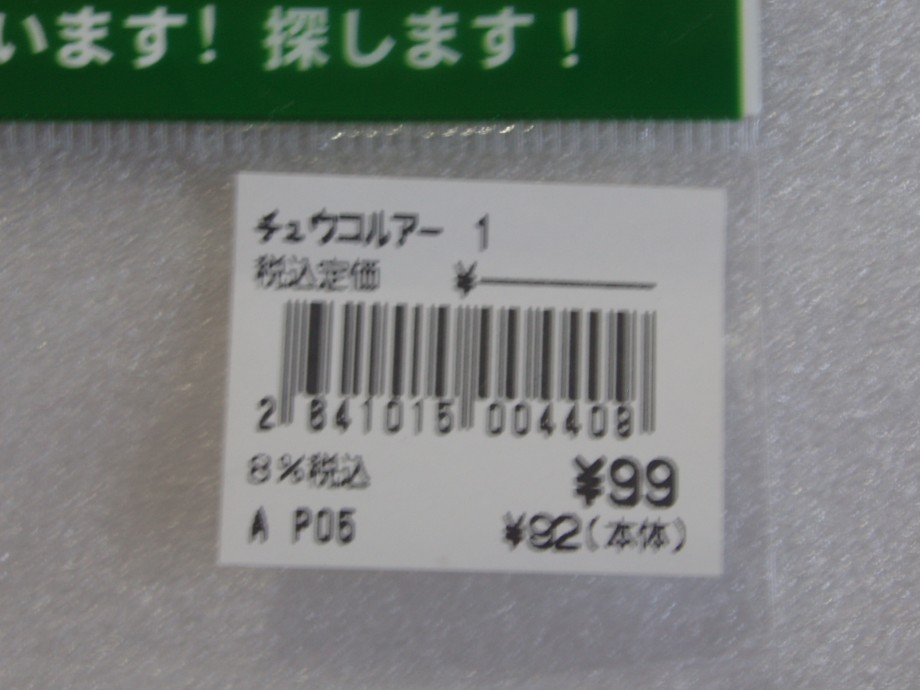 います！ 探します！
チュウコルアー 1
税込定価 ¥
2 841015 004408
8%税込 ¥99
A P05 ¥92(本体)